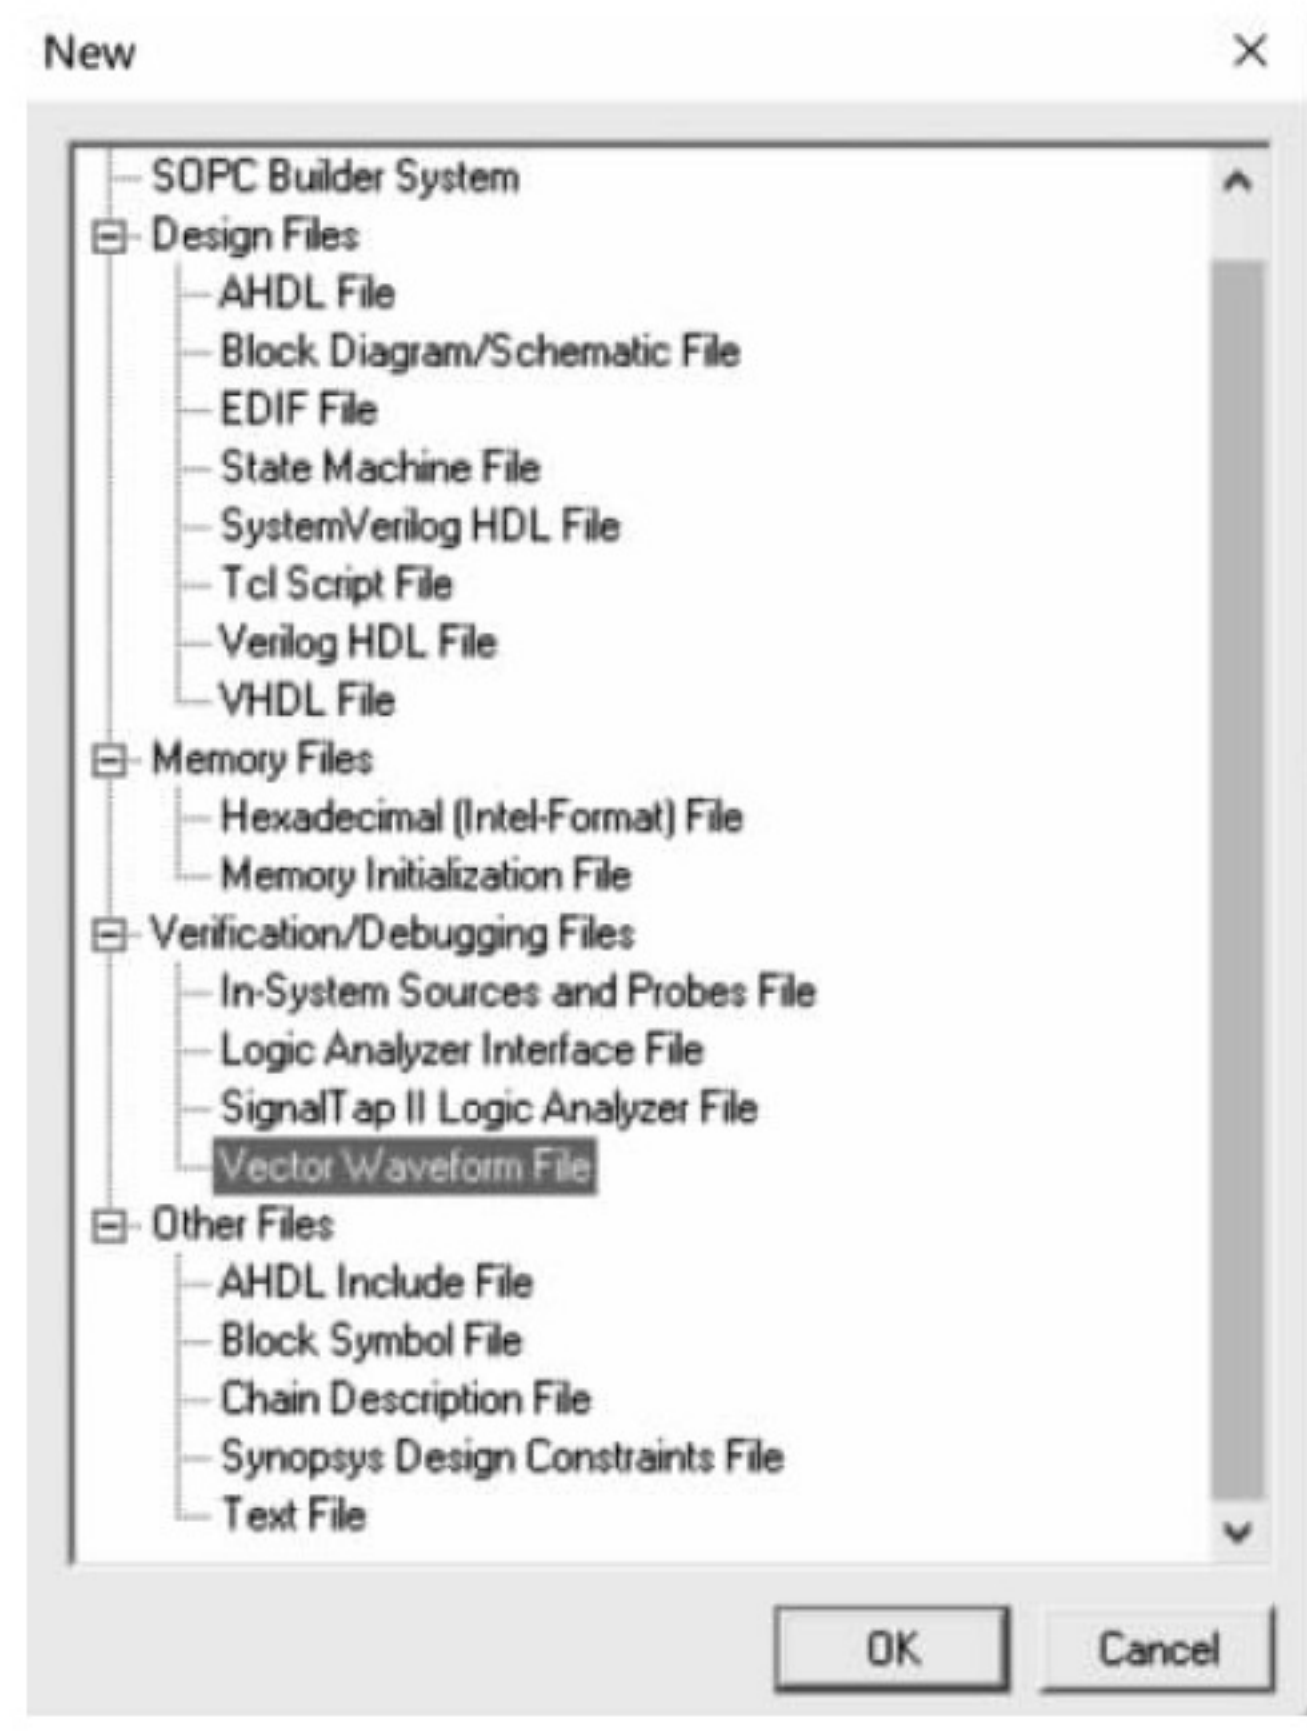 New
SOPC Builder System
Design Files
AHDL File
Block Diagram/Schematic File
EDIF File
State Machine File
SystemVerilog HDL File
Tcl Script File
Verilog HDL File
VHDL File
Memory Files
Hexadecimal (Intel-Format) File
Memory Initialization File
Verification/Debugging Files
In-System Sources and Probes File
Logic Analyzer Interface File
SignalTap II Logic Analyzer File
Vector Waveform File
Other Files
AHDL Include File
Block Symbol File
Chain Description File
Synopsys Design Constraints File
Text File
OK Cancel